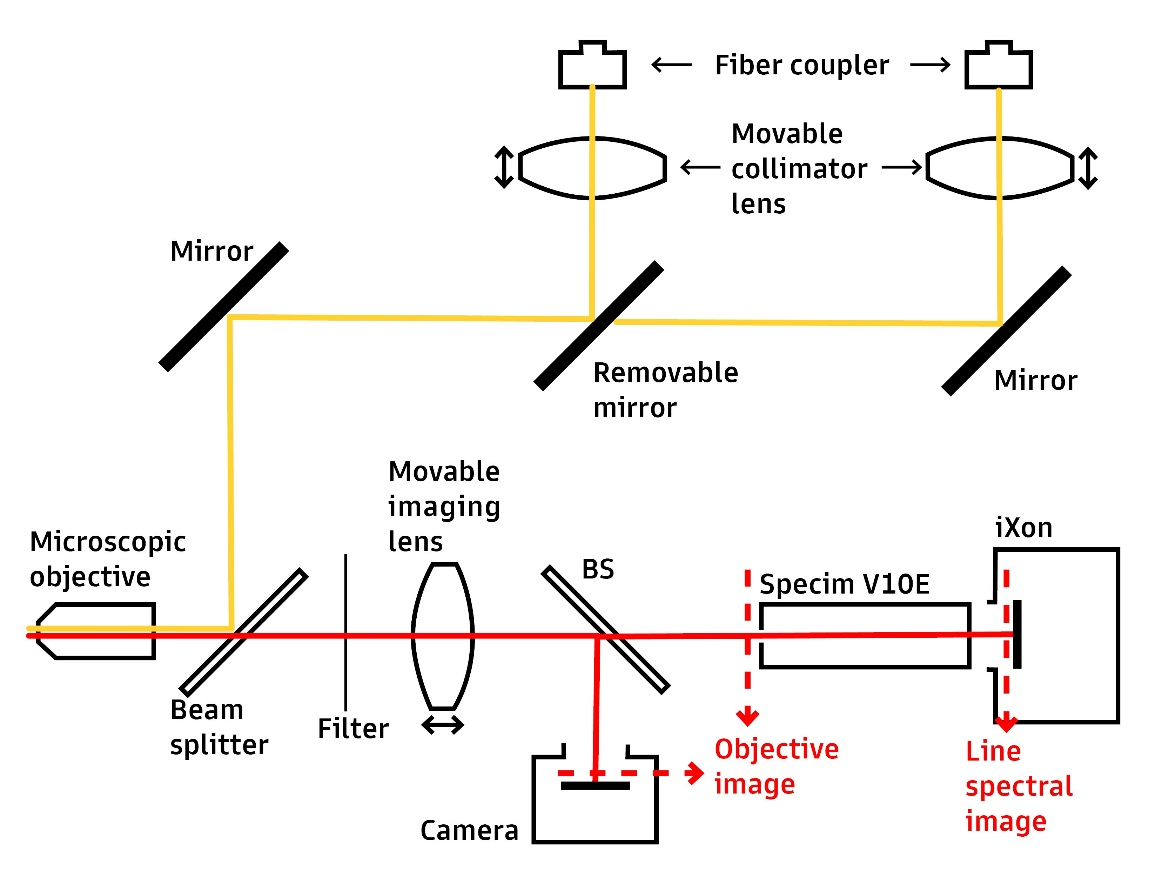 Fiber coupler
Movable
collimator
lens
Mirror
Removable
mirror
Mirror
Movable
imaging
lens
Microscopic
objective
BS
iXon
Specim V10E
Beam
splitter
Filter
Objective
image
Line
spectral
image
Camera